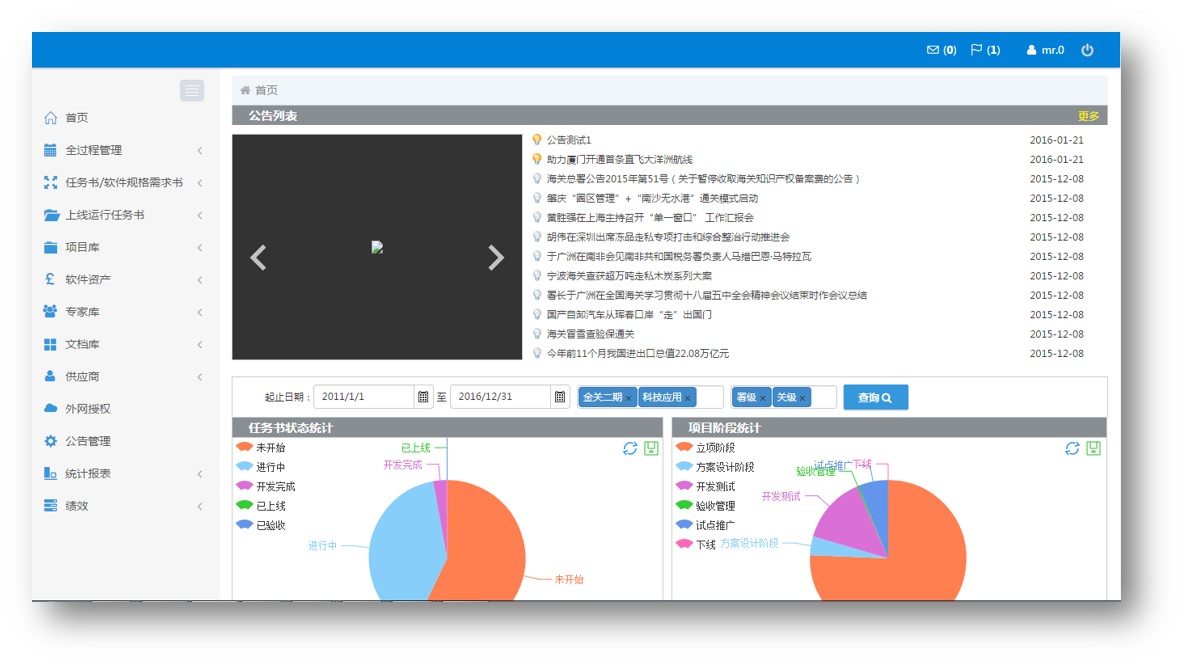 (0) (1) mr.0
首页
全过程管理
任务书/软件规格需求书
上线运行任务书
项目库
软件资产
专家库
文档库
供应商
外网授权
公告管理
统计报表
绩效
首页
公告列表 更多
公告测试1 2016-01-21
助力厦门开通首条直飞大洋洲航线 2016-01-21
海关总署公告2015年第51号（关于暂停收取海关知识产权备案费的公告） 2015-12-08
肇庆“园区管理”+“南沙无水港”通关模式启动 2015-12-08
黄胜强在上海主持召开“单一窗口” 工作汇报会 2015-12-08
胡伟在深圳出席冻品走私专项打击和综合整治行动推进会 2015-12-08
于广洲在南非会见南非共和国税务署负责人马措巴恩·马特拉瓦 2015-12-08
宁波海关查获超万吨走私木炭系列大案 2015-12-08
署长于广洲在全国海关学习贯彻十八届五中全会精神会议结束时作会议总结 2015-12-08
国产自卸汽车从珲春口岸“走”出国门 2015-12-08
海关冒雪查验保通关 2015-12-08
今年前11个月我国进出口总值22.08万亿元 2015-12-08
起止日期： 2011/1/1 至 2016/12/31 金关二期× 科技应用× 署级× 关级× 查询
任务书状态统计
未开始
进行中
开发完成
已上线
已验收
已上线
开发完成
进行中
未开始
项目阶段统计
立项阶段
方案设计阶段
开发测试
验收管理
试点推广
下线
试点推广
下线
验收管理
开发测试
方案设计阶段